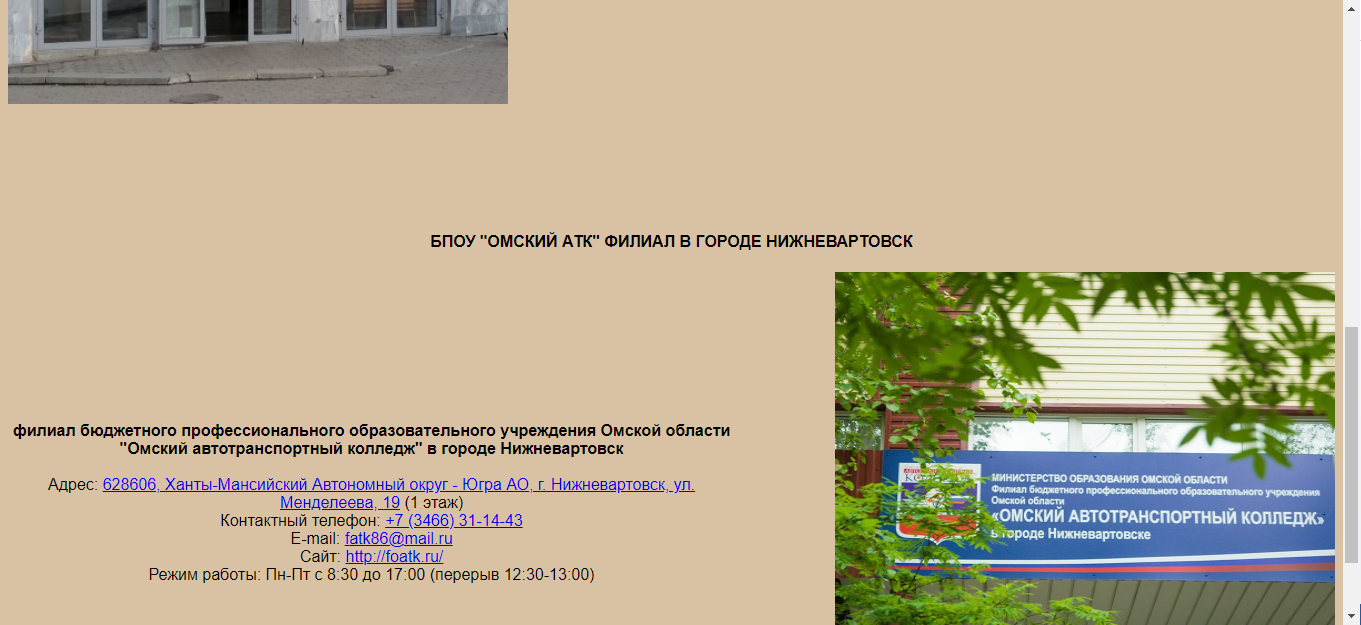 БПОУ "ОМСКИЙ АТК" ФИЛИАЛ В ГОРОДЕ НИЖНЕВАРТОВСК
филиал бюджетного профессионального образовательного учреждения Омской области
"Омский автотранспортный колледж" в городе Нижневартовск
Адрес: 628606, Ханты-Мансийский Автономный округ - Югра АО, г. Нижневартовск, ул.
Менделеева, 19 (1 этаж)
Контактный телефон: +7 (3466) 31-14-43
E-mail: fatk86@mail.ru
Сайт: http://foatk.ru/
Режим работы: Пн-Пт с 8:30 до 17:00 (перерыв 12:30-13:00)
МИНИСТЕРСТВО ОБРАЗОВАНИЯ ОМСКОЙ ОБЛАСТИ
Филиал бюджетного профессионального образовательного учреждения
Омской области
«ОМСКИЙ АВТОТРАНСПОРТНЫЙ КОЛЛЕДЖ»
в городе Нижневартовске